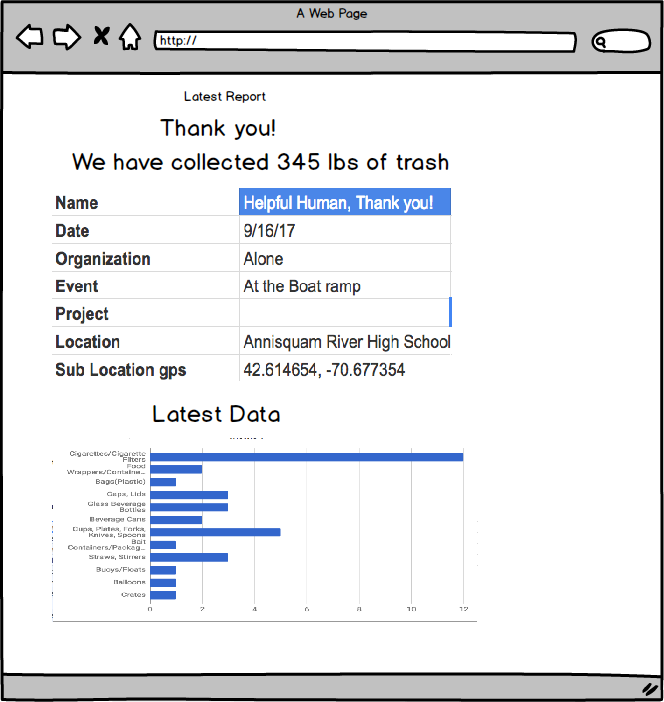 A Web Page
http://
Latest Report
Thank you!
We have collected 345 lbs of trash
Name Helpful Human, Thank you!
Date 9/16/17
Organization Alone
Event At the Boat ramp
Project
Location Annisquam River High School
Sub Location gps 42.614654, -70.677354
Latest Data
Cigarettes/Cigarette
Filters
Food
Wrappers/Containe...
Bags(Plastic)
Caps, Lids
Glass Beverage
Bottles
Beverage Cans
Cups, Plates, Forks,
Knives, Spoons
Bait
Containers/Packag...
Straws, Stirrers
Buoys/Floats
Balloons
Crates
0 2 4 6 8 10 12